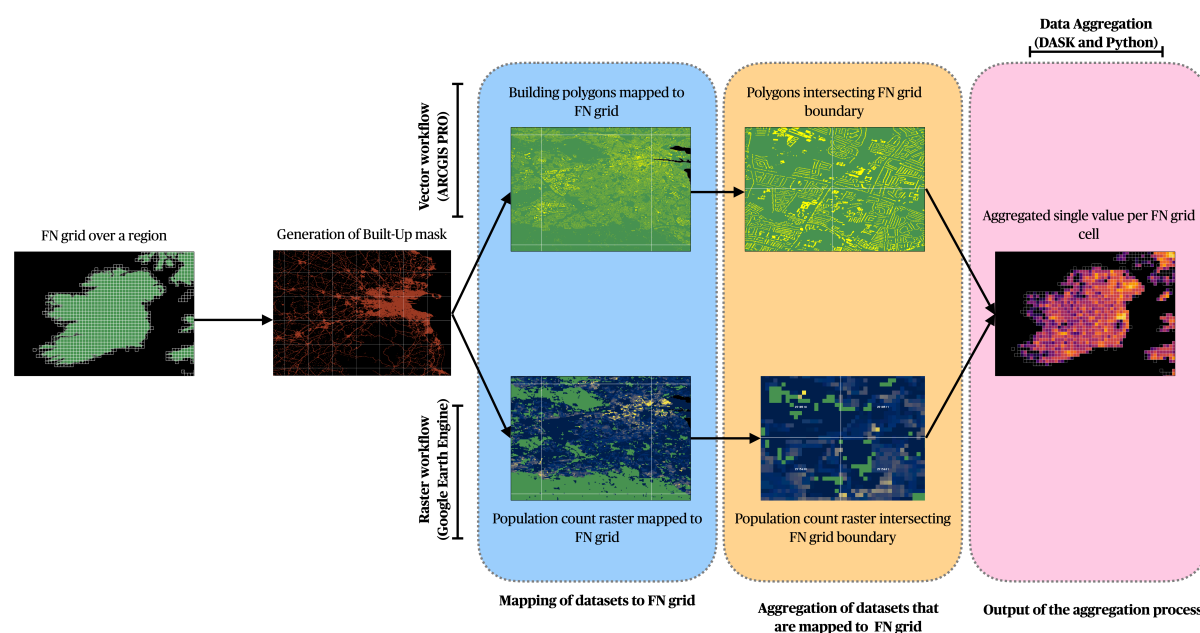 Data Aggregation
(DASK and Python)
Vector workflow
(ARCGIS PRO)
Building polygons mapped to
FN grid
Polygons intersecting FN grid
boundary
FN grid over a region
Generation of Built-Up mask
Aggregated single value per FN grid
cell
Raster workflow
(Google Earth Engine)
Population count raster mapped to
FN grid
Population count raster intersecting
FN grid boundary
Mapping of datasets to FN grid
Aggregation of datasets that
are mapped to FN grid
Output of the aggregation process